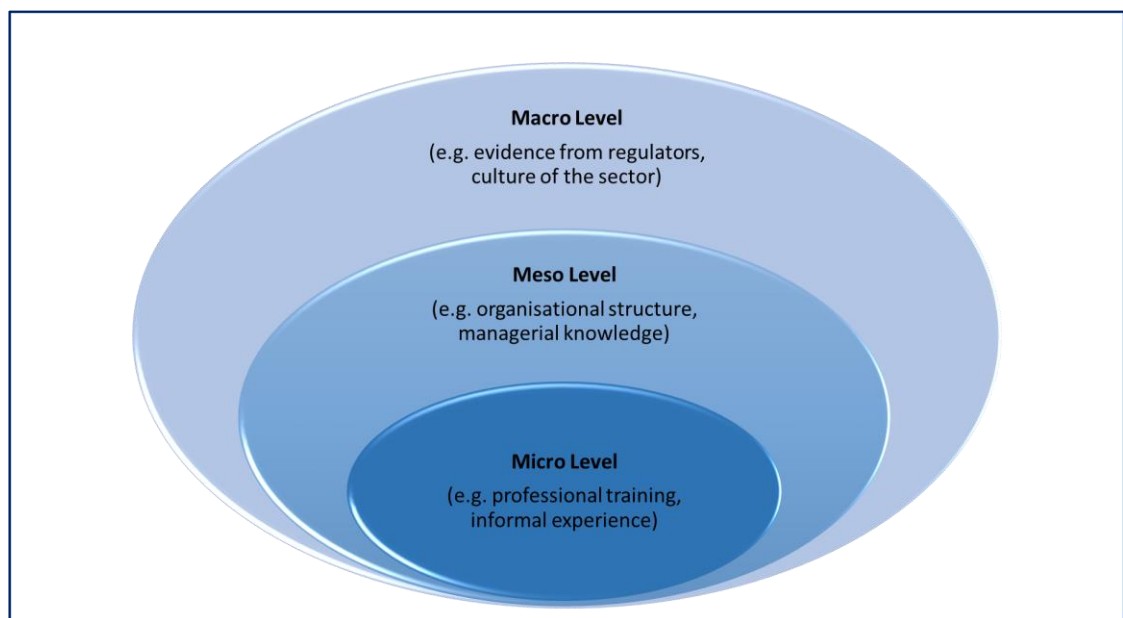 Macro Level
(e.g. evidence from regulators,
culture of the sector)
Meso Level
(e.g. organisational structure,
managerial knowledge)
Micro Level
(e.g. professional training,
informal experience)